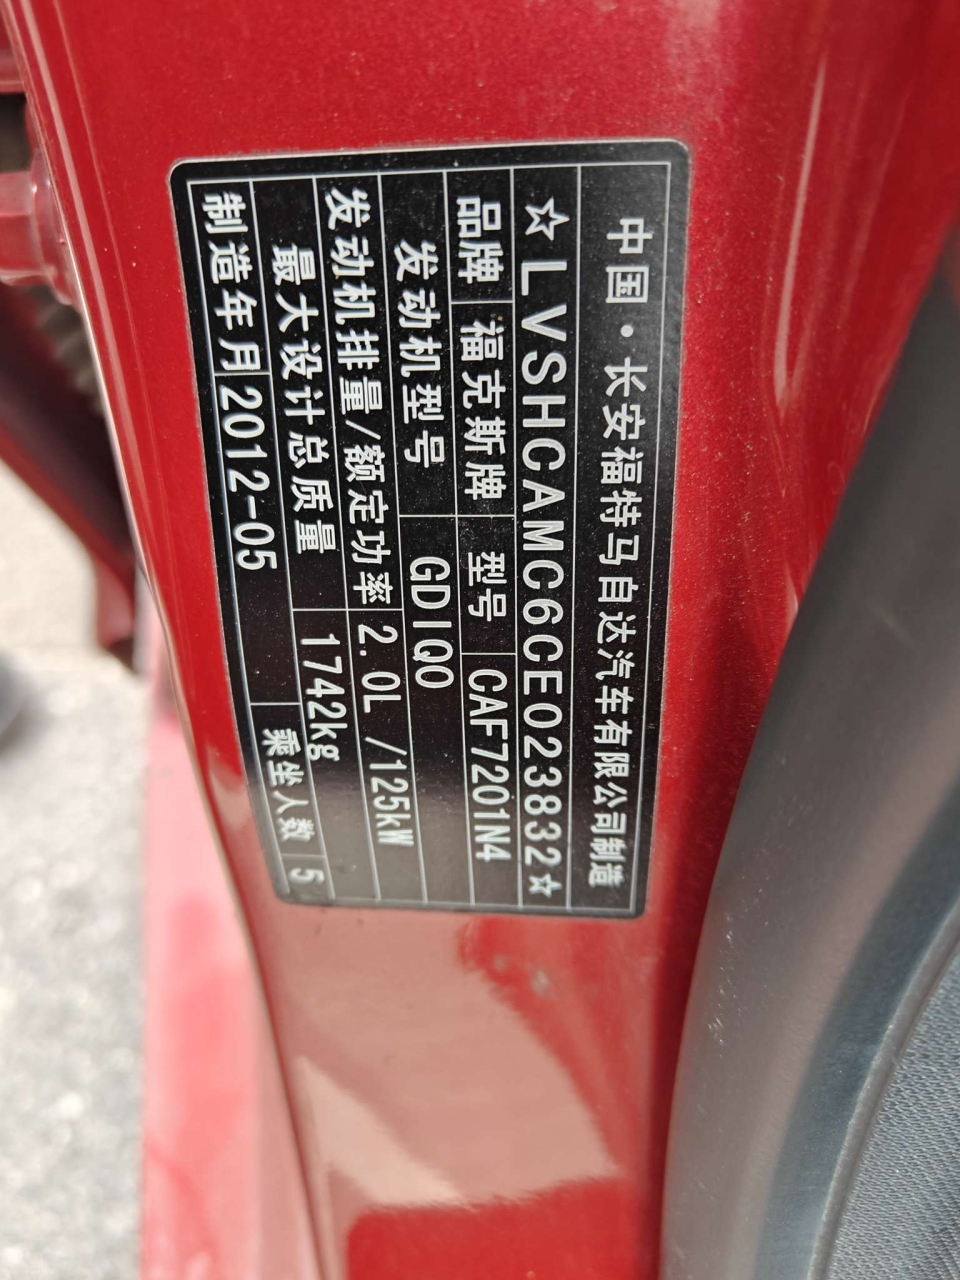 中国·长安福特马自达汽车有限公司制造
☆LVSHCAMC6CE023832☆
品牌 福克斯牌 型号 CAF7201N4
发动机型号 GDIQ0
发动机排量/额定功率 2.0L /125kW
最大设计总质量 1742kg
制造年月 2012-05 乘坐人数 5